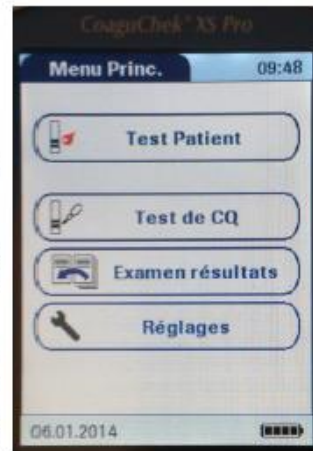 CoaguChek® XS Pro
Menu Princ. 09:48
Test Patient
Test de CQ
Examen résultats
Réglages
06.01.2014